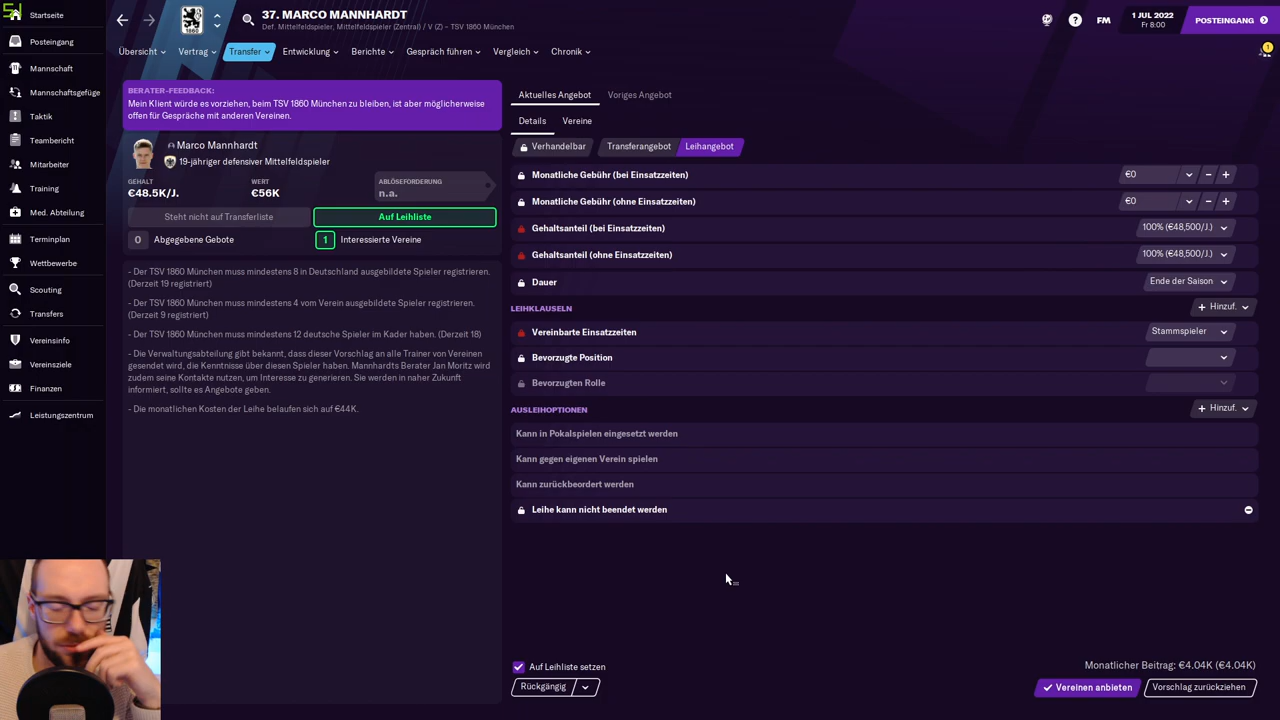 37. MARCO MANNHARDT
Def. Mittelfeldspieler, Mittelfeldspieler (Zentral) / V (Z) – TSV 1860 München
FM
1 JUL 2022
Fr 8:00
POSTEINGANG
1
Startseite
Posteingang
Mannschaft
Mannschaftsgefüge
Taktik
Teambericht
Mitarbeiter
Training
Med. Abteilung
Terminplan
Wettbewerbe
Scouting
Transfers
Vereinsinfo
Vereinsziele
Finanzen
Leistungszentrum
Übersicht
Vertrag
Transfer
Entwicklung
Berichte
Gespräch führen
Vergleich
Chronik
BERATER-FEEDBACK:
Mein Klient würde es vorziehen, beim TSV 1860 München zu bleiben, ist aber möglicherweise
offen für Gespräche mit anderen Vereinen.
Marco Mannhardt
19-jähriger defensiver Mittelfeldspieler
GEHALT
€48.5K/J.
WERT
€56K
ABLÖSEFORDERUNG
n.a.
Steht nicht auf Transferliste
Auf Leihliste
0 Abgegebene Gebote
1 Interessierte Vereine
- Der TSV 1860 München muss mindestens 8 in Deutschland ausgebildete Spieler registrieren.
(Derzeit 19 registriert)
- Der TSV 1860 München muss mindestens 4 vom Verein ausgebildete Spieler registrieren.
(Derzeit 9 registriert)
- Der TSV 1860 München muss mindestens 12 deutsche Spieler im Kader haben. (Derzeit 18)
- Die Verwaltungsabteilung gibt bekannt, dass dieser Vorschlag an alle Trainer von Vereinen
gesendet wird, die Kenntnisse über diesen Spieler haben. Mannhardts Berater Jan Moritz wird
zudem seine Kontakte nutzen, um Interesse zu generieren. Sie werden in naher Zukunft
informiert, sollte es Angebote geben.
- Die monatlichen Kosten der Leihe belaufen sich auf €44K.
Aktuelles Angebot
Voriges Angebot
Details
Vereine
Verhandelbar
Transferangebot
Leihangebot
Monatliche Gebühr (bei Einsatzzeiten) €0
Monatliche Gebühr (ohne Einsatzzeiten) €0
Gehaltsanteil (bei Einsatzzeiten) 100% (€48,500/J.)
Gehaltsanteil (ohne Einsatzzeiten) 100% (€48,500/J.)
Dauer Ende der Saison
LEIHKLAUSELN + Hinzuf.
Vereinbarte Einsatzzeiten Stammspieler
Bevorzugte Position
Bevorzugten Rolle
AUSLEIHOPTIONEN + Hinzuf.
Kann in Pokalspielen eingesetzt werden
Kann gegen eigenen Verein spielen
Kann zurückbeordert werden
Leihe kann nicht beendet werden
Auf Leihliste setzen
Monatlicher Beitrag: €4.04K (€4.04K)
Rückgängig
Vereinen anbieten
Vorschlag zurückziehen